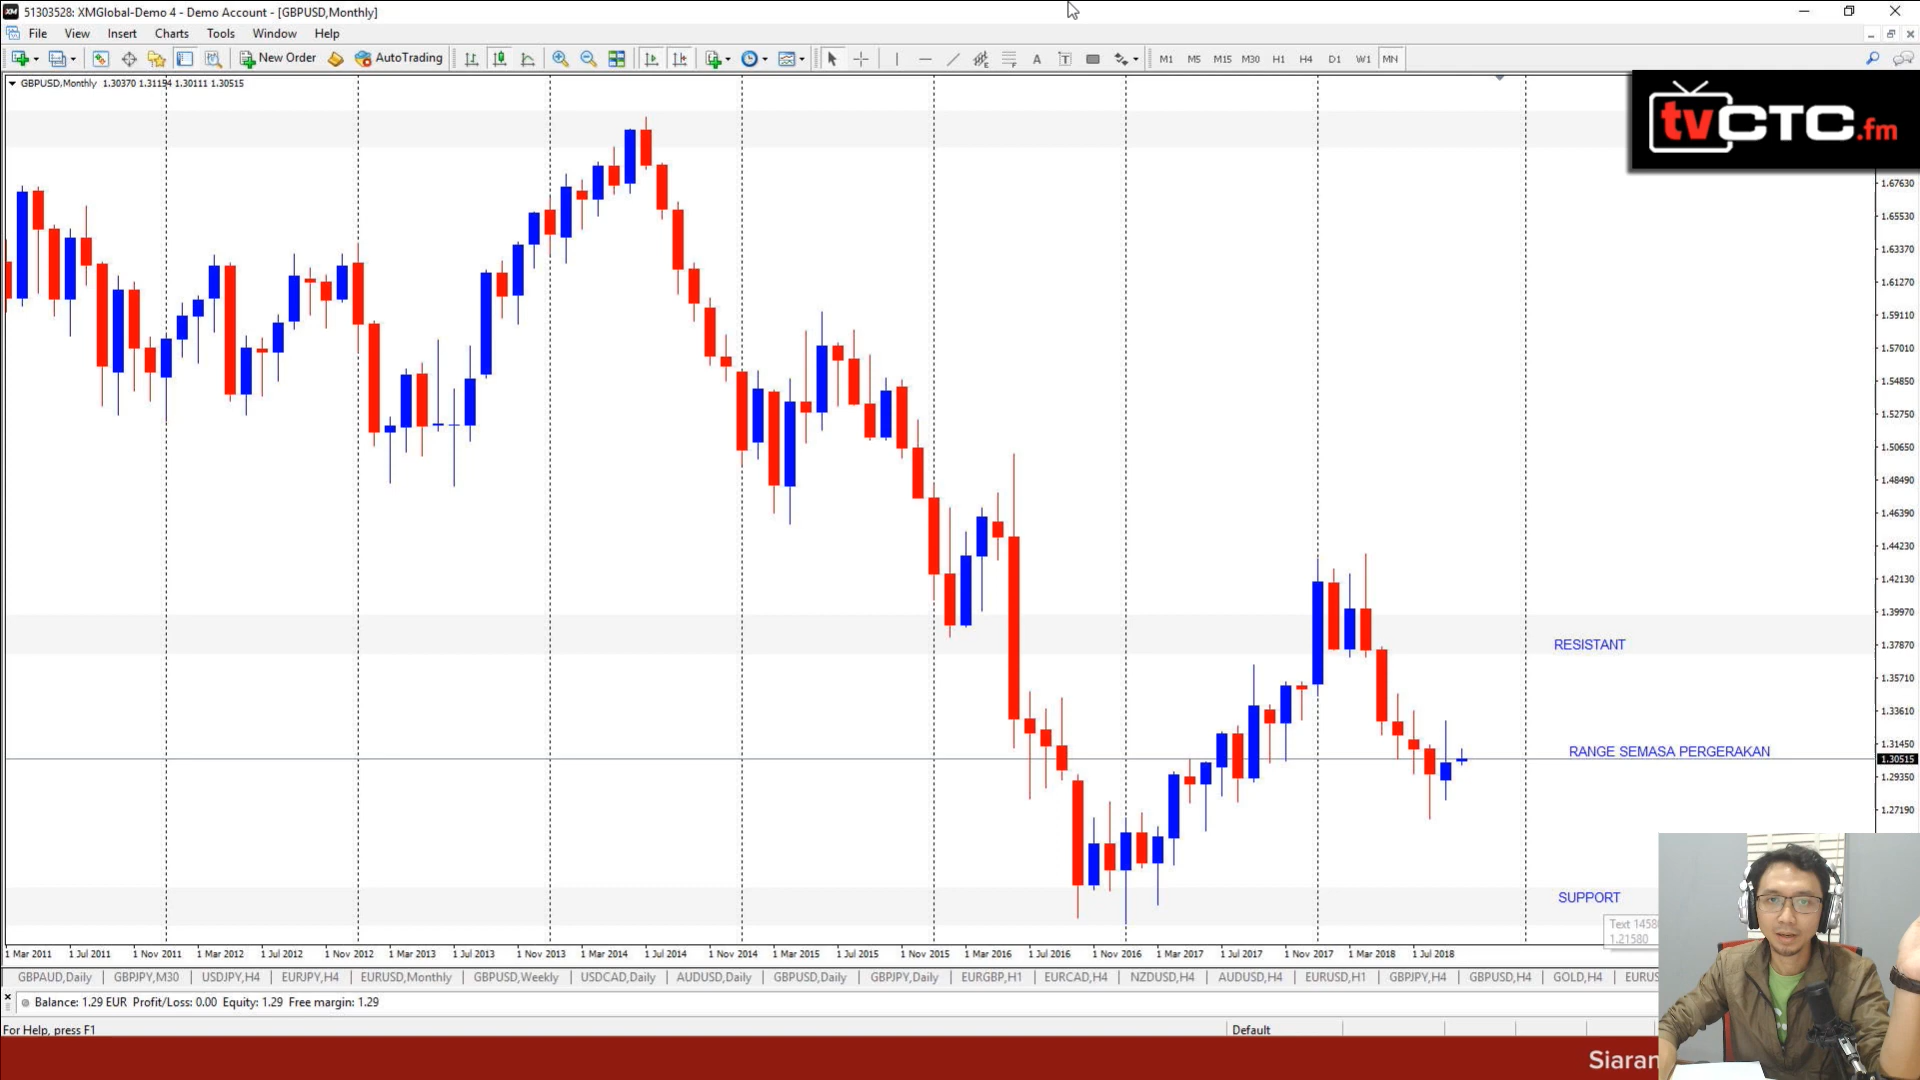 51303528: XMGlobal-Demo 4 - Demo Account - [GBPUSD,Monthly]
File View Insert Charts Tools Window Help
New Order AutoTrading A T M1 M5 M15 M30 H1 H4 D1 W1 MN
GBPUSD,Monthly 1.30370 1.31194 1.30111 1.30515
tvCTC.fm
1.67630
1.65530
1.63370
1.61270
1.59110
1.57010
1.54850
1.52750
1.50650
1.48490
1.46390
1.44230
1.42130
1.39970
RESISTANT
1.37870
1.35710
1.33610
1.31450
RANGE SEMASA PERGERAKAN
1.30515
1.29350
1.27190
SUPPORT
Text 1458
1.21580
1 Mar 2011 1 Jul 2011 1 Nov 2011 1 Mar 2012 1 Jul 2012 1 Nov 2012 1 Mar 2013 1 Jul 2013 1 Nov 2013 1 Mar 2014 1 Jul 2014 1 Nov 2014 1 Mar 2015 1 Jul 2015 1 Nov 2015 1 Mar 2016 1 Jul 2016 1 Nov 2016 1 Mar 2017 1 Jul 2017 1 Nov 2017 1 Mar 2018 1 Jul 2018
GBPAUD,Daily GBPJPY,M30 USDJPY,H4 EURJPY,H4 EURUSD,Monthly GBPUSD,Weekly USDCAD,Daily AUDUSD,Daily GBPUSD,Daily GBPJPY,Daily EURGBP,H1 EURCAD,H4 NZDUSD,H4 AUDUSD,H4 EURUSD,H1 GBPJPY,H4 GBPUSD,H4 GOLD,H4 EURUS
Balance: 1.29 EUR Profit/Loss: 0.00 Equity: 1.29 Free margin: 1.29
For Help, press F1 Default
Siaran